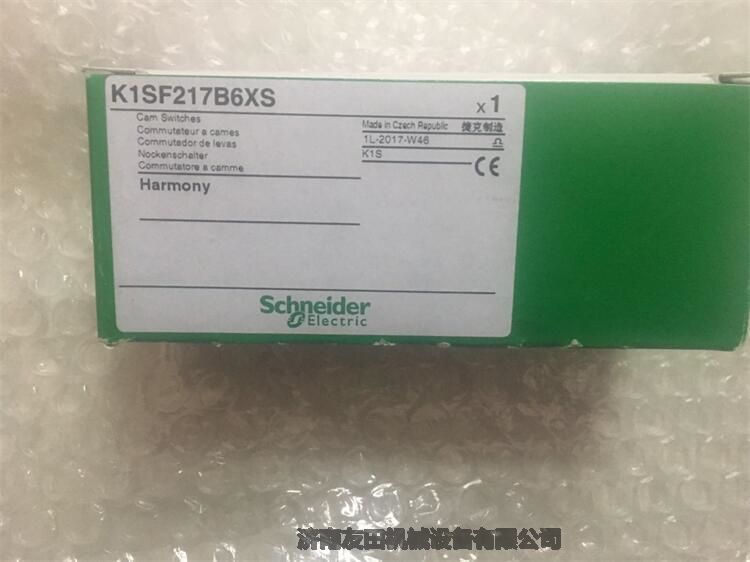 K1SF217B6XS
x 1
Cam Switches
Commutateur a cames
Commutador de levas
Nockenschalter
Commutatore a camme
Made in Czech Republic 捷克制造
1L-2017-W46
K1S
CE
Harmony
Schneider
Electric
济南友田机械设备有限公司